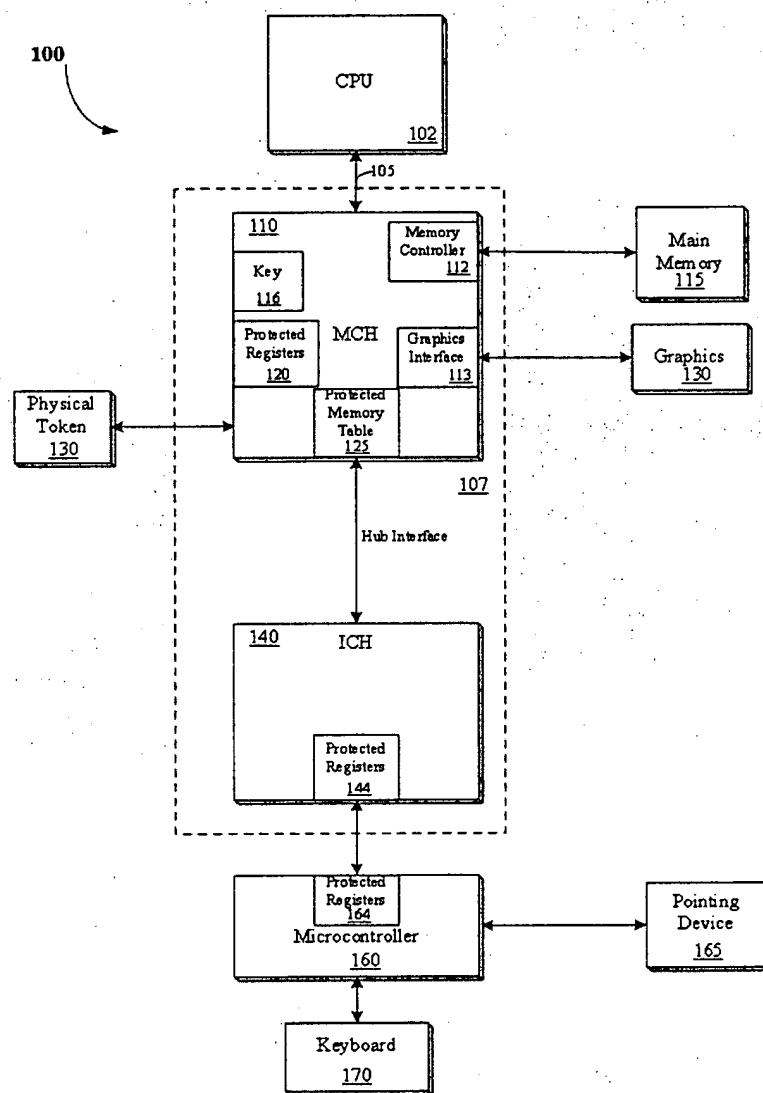 100
CPU
102
105
110
Memory
Controller
112
Main
Memory
115
Key
116
Protected
Registers
120
MCH
Graphics
Interface
113
Graphics
130
Physical
Token
130
Protected
Memory
Table
125
107
Hub Interface
140
ICH
Protected
Registers
144
Protected
Registers
164
Microcontroller
160
Pointing
Device
165
Keyboard
170